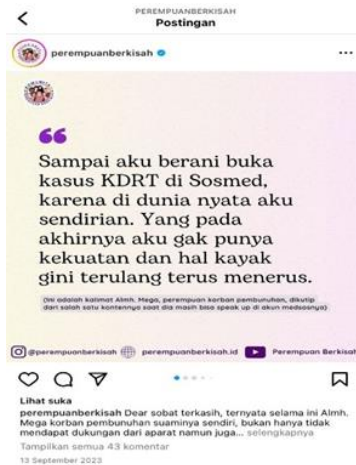 PEREMPUANBERKISAH
Postingan
perempuanberkisah
Sampai aku berani buka
kasus KDRT di Sosmed,
karena di dunia nyata aku
sendirian. Yang pada
akhirnya aku gak punya
kekuatan dan hal kayak
gini terulang terus menerus.
(Ini adalah kalimat Almh. Mega, perempuan korban pembunuhan, dikutip
dari salah satu kontennya saat dia masih bisa speak up di akun medsosnya)
@perempuanberkisah perempuanberkisah.id Perempuan Berkisah
Lihat suka
perempuanberkisah Dear sobat terkasih, ternyata selama ini Almh.
Mega korban pembunuhan suaminya sendiri, bukan hanya tidak
mendapat dukungan dari aparat namun juga... selengkapnya
Tampilkan semua 43 komentar
13 September 2023